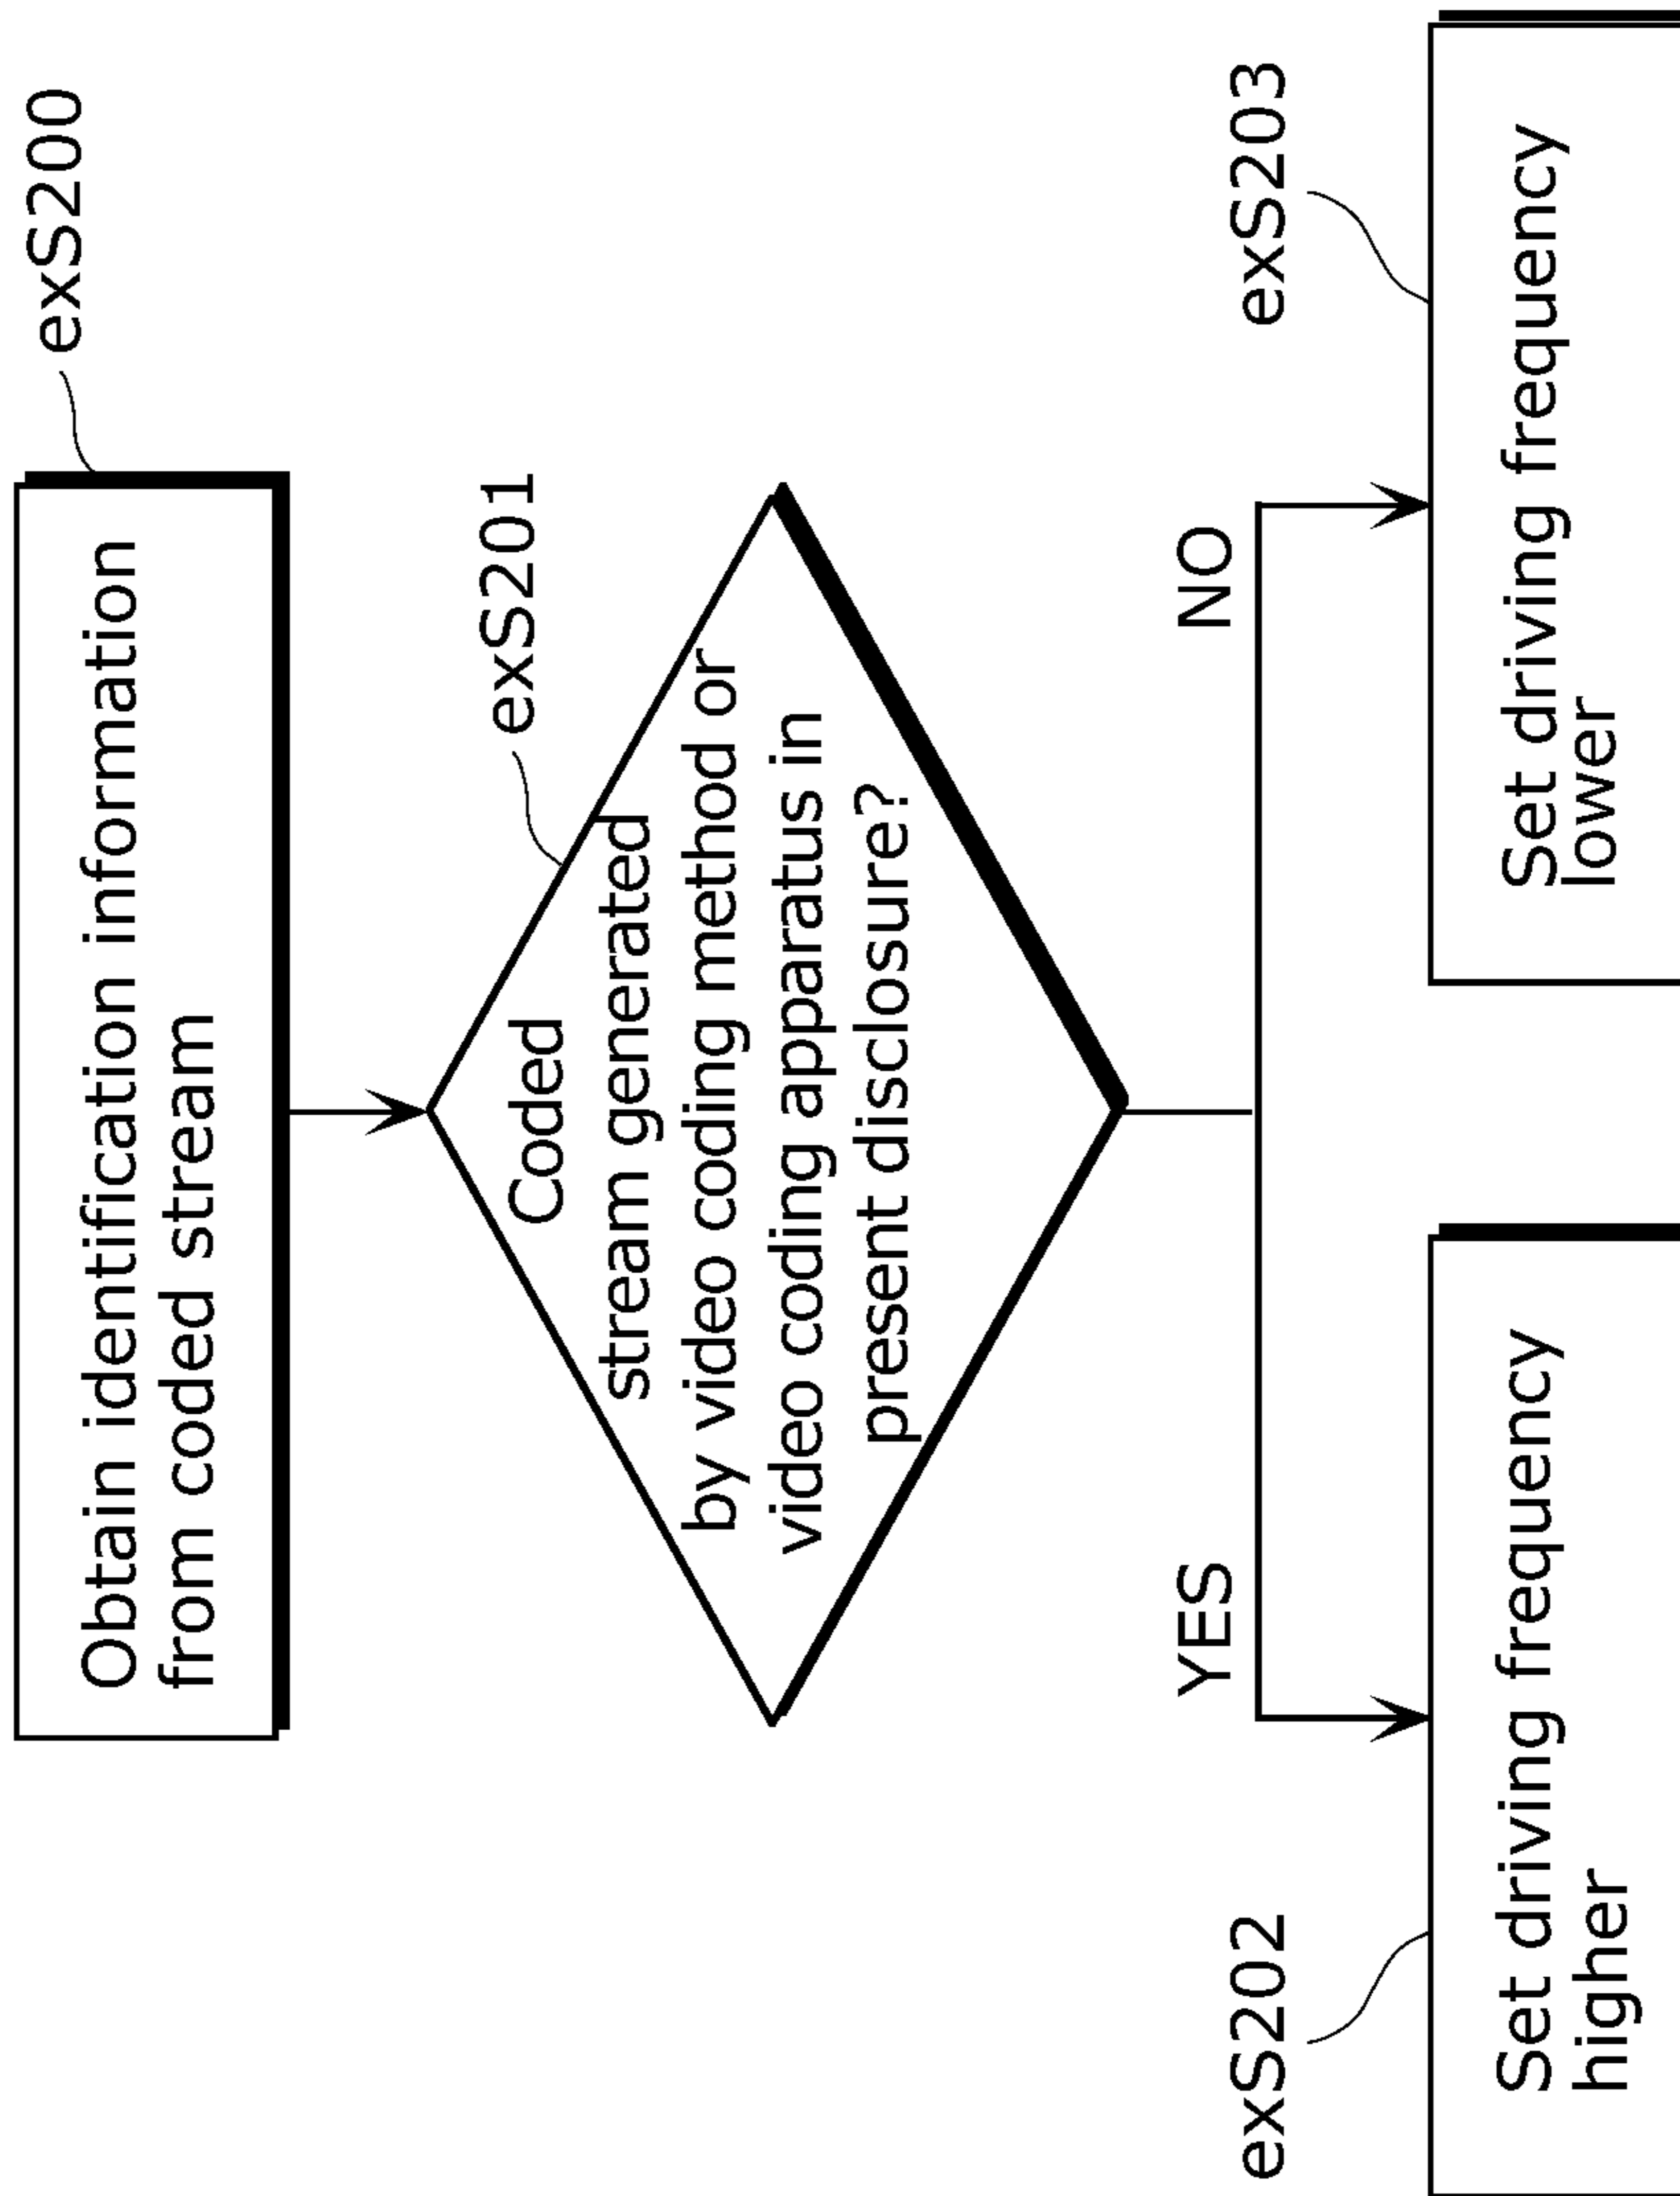 exS200
Obtain identification information
from coded stream
exS201
Coded
stream generated
by video coding method or
video coding apparatus in
present disclosure?
YES
NO
exS202
Set driving frequency
higher
exS203
Set driving frequency
lower